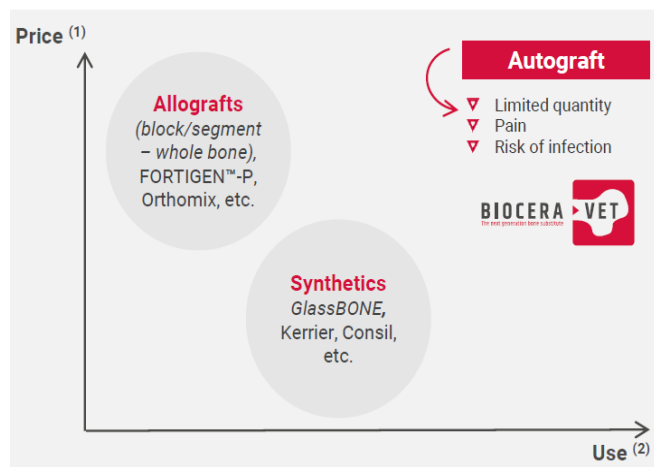 Price (1)
Autograft
Limited quantity
Pain
Risk of infection
Allografts
(block/segment
– whole bone),
FORTIGEN™-P,
Orthomix, etc.
BIOCERA VET
The next generation bone substitute
Synthetics
GlassBONE,
Kerrier, Consil,
etc.
Use (2)